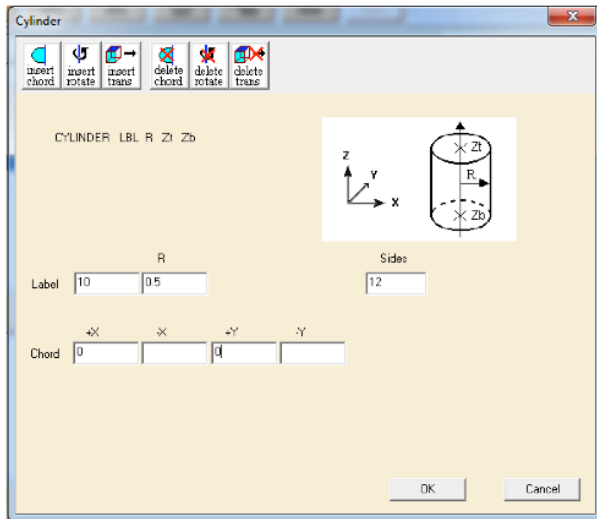 Cylinder
insert chord insert rotate insert trans delete chord delete rotate delete trans
CYLINDER LBL R Zt Zb
Zt
Z
Y
R
X
Zb
R Sides
Label 10 0.5 12
+X -X +Y -Y
Chord 0 0
OK Cancel